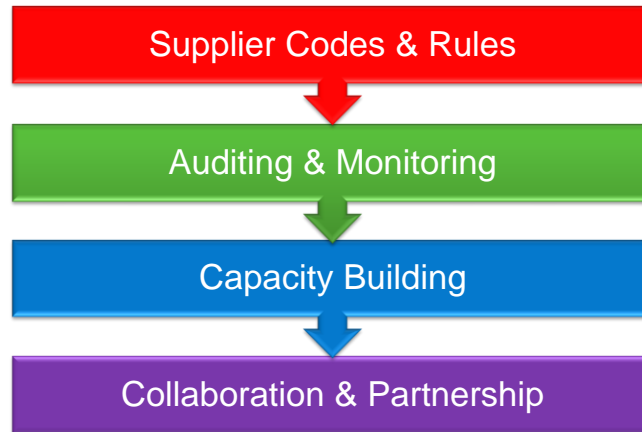 Supplier Codes & Rules
Auditing & Monitoring
Capacity Building
Collaboration & Partnership